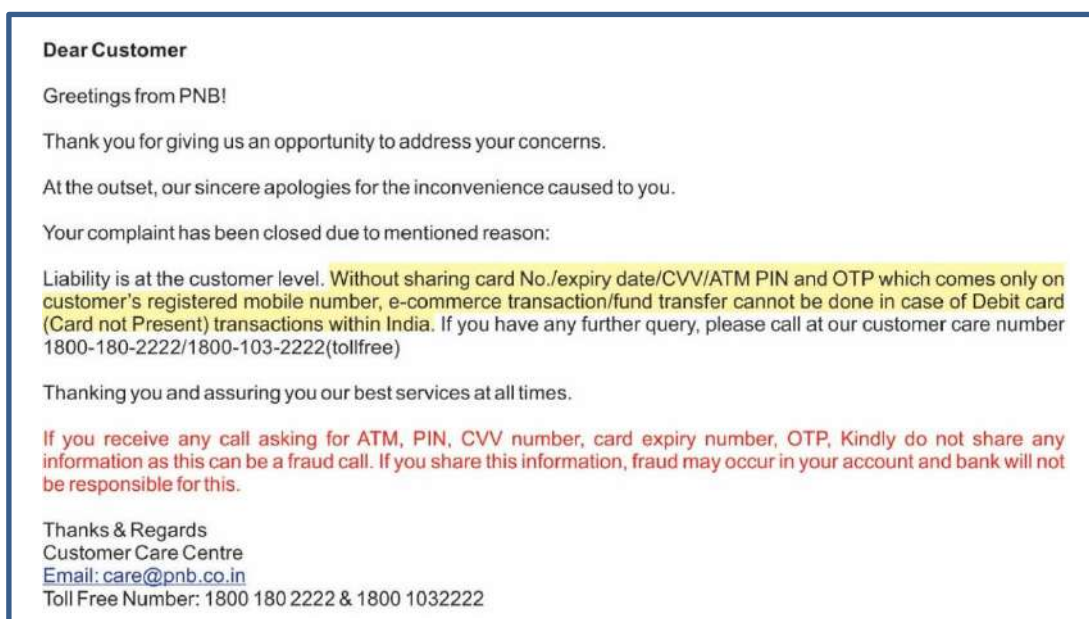 Dear Customer
Greetings from PNB!
Thank you for giving us an opportunity to address your concerns.
At the outset, our sincere apologies for the inconvenience caused to you.
Your complaint has been closed due to mentioned reason:
Liability is at the customer level. Without sharing card No./expiry date/CVV/ATM PIN and OTP which comes only on
customer's registered mobile number, e-commerce transaction/fund transfer cannot be done in case of Debit card
(Card not Present) transactions within India. If you have any further query, please call at our customer care number
1800-180-2222/1800-103-2222(tollfree)
Thanking you and assuring you our best services at all times.
If you receive any call asking for ATM, PIN, CVV number, card expiry number, OTP, Kindly do not share any
information as this can be a fraud call. If you share this information, fraud may occur in your account and bank will not
be responsible for this.
Thanks & Regards
Customer Care Centre
Email: care@pnb.co.in
Toll Free Number: 1800 180 2222 & 1800 1032222